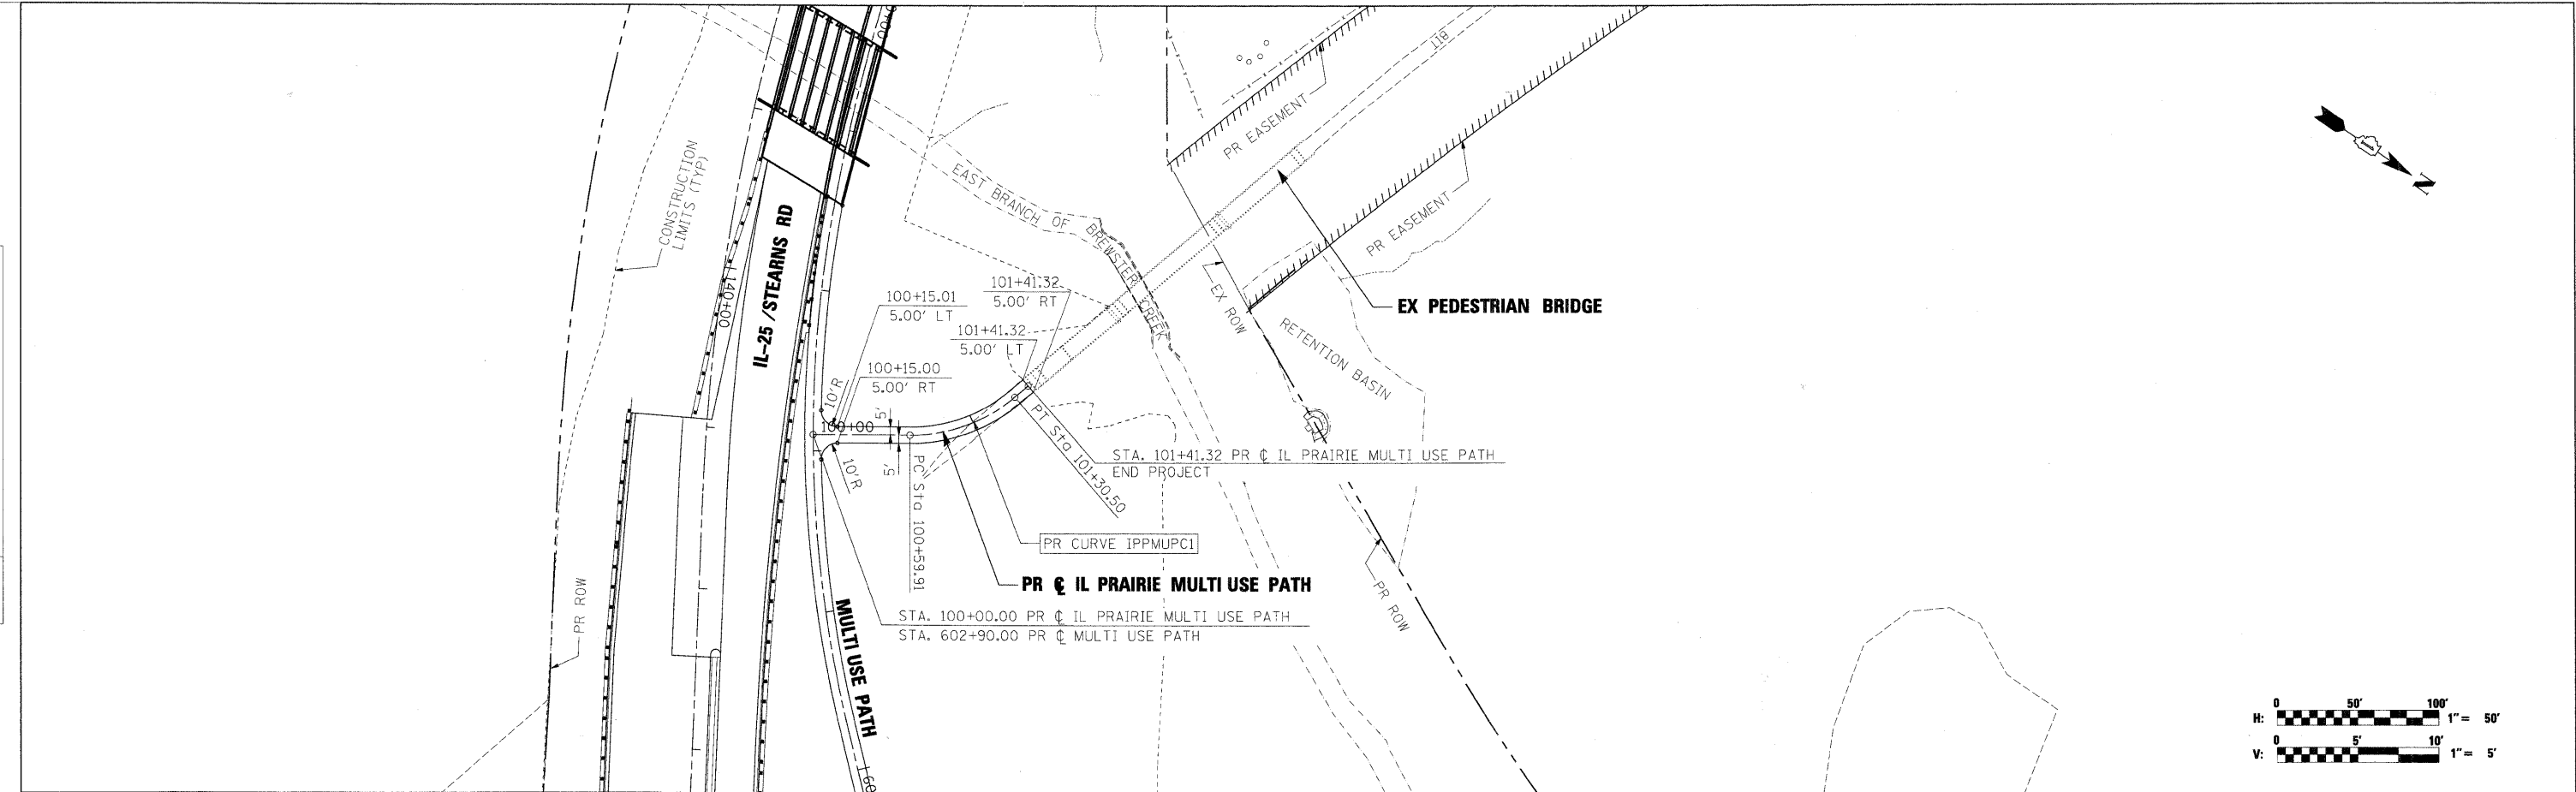 CONSTRUCTION
LIMITS (TYP)
IL-25 /STEARNS RD
140+00
EAST BRANCH OF BREWSTER CREEK
PR EASEMENT
BIT
PR EASEMENT
N
EX PEDESTRIAN BRIDGE
EX ROW
RETENTION BASIN
100+15.01
5.00' LT
101+41.32
5.00' RT
101+41.32
5.00' LT
100+15.00
5.00' RT
10'R
100+00
10'R
5'
5'
PC Sta 100+59.91
PT Sta 101+30.50
STA. 101+41.32 PR ℄ IL PRAIRIE MULTI USE PATH
END PROJECT
PR CURVE IPPMUPC1
PR ℄ IL PRAIRIE MULTI USE PATH
STA. 100+00.00 PR ℄ IL PRAIRIE MULTI USE PATH
STA. 602+90.00 PR ℄ MULTI USE PATH
MULTI USE PATH
PR ROW
PR ROW
0 50' 100'
H: 1"= 50'
0 5' 10'
V: 1"= 5'